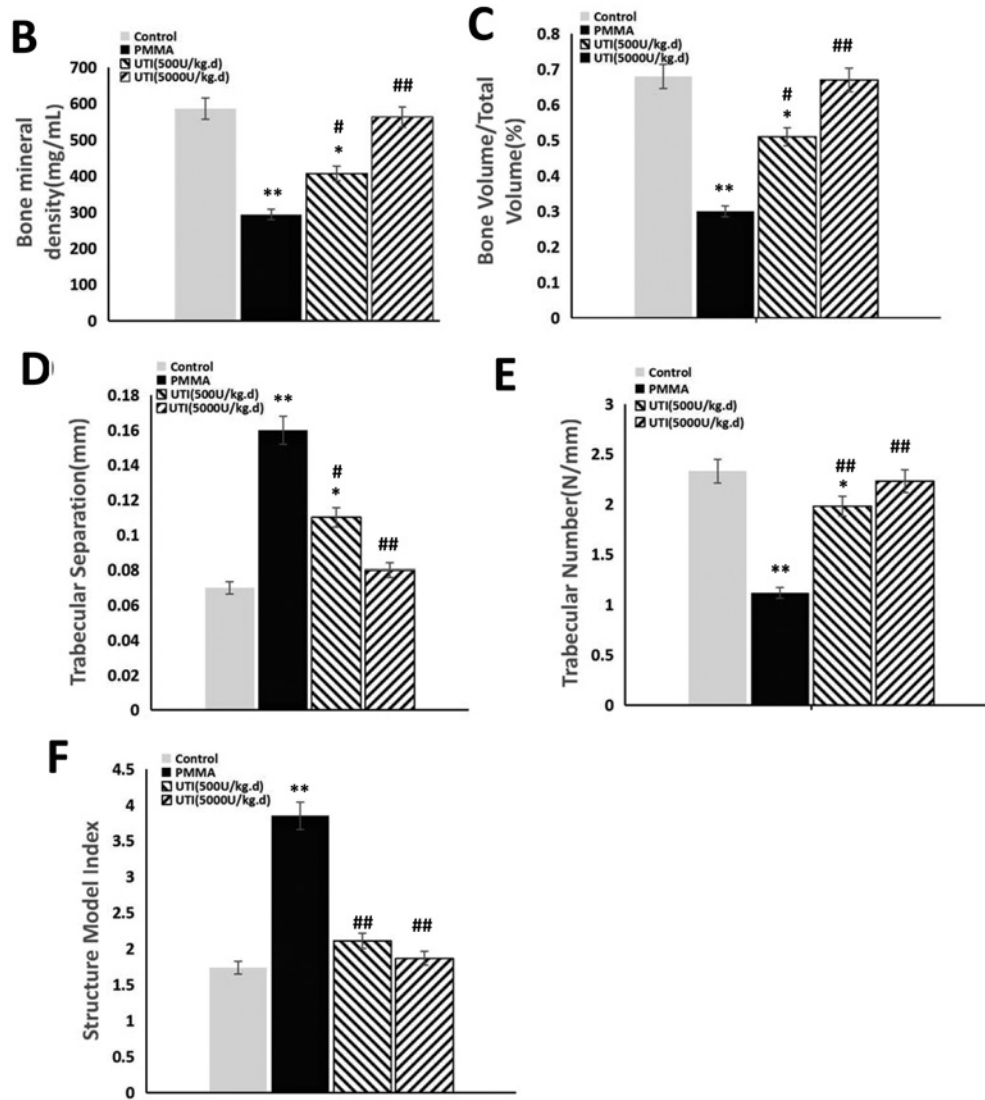 B
Control
PMMA
UTI(500U/kg.d)
UTI(5000U/kg.d)
Bone mineral
density(mg/mL)
700
600
500
400
300
200
100
0
**
#
*
##
C
Control
PMMA
UTI(500U/kg.d)
UTI(5000U/kg.d)
Bone Volume/Total
Volume(%)
0.8
0.7
0.6
0.5
0.4
0.3
0.2
0.1
0
**
#
*
##
D
Control
PMMA
UTI(500U/kg.d)
UTI(5000U/kg.d)
Trabecular Separation(mm)
0.18
0.16
0.14
0.12
0.1
0.08
0.06
0.04
0.02
0
**
#
*
##
E
Control
PMMA
UTI(500U/kg.d)
UTI(5000U/kg.d)
Trabecular Number(N/mm)
3
2.5
2
1.5
1
0.5
0
**
##
*
##
F
Control
PMMA
UTI(500U/kg.d)
UTI(5000U/kg.d)
Structure Model Index
4.5
4
3.5
3
2.5
2
1.5
1
0.5
0
**
##
##